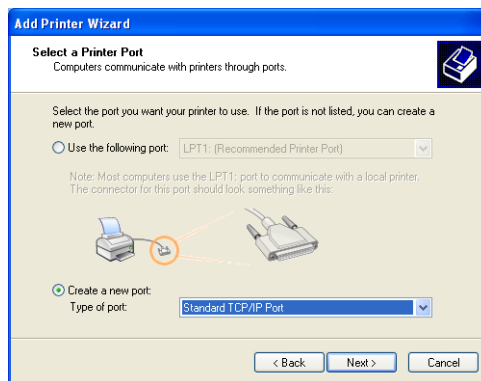 Add Printer Wizard
Select a Printer Port
Computers communicate with printers through ports.
Select the port you want your printer to use. If the port is not listed, you can create a
new port.
Use the following port: LPT1: (Recommended Printer Port)
Note: Most computers use the LPT1: port to communicate with a local printer.
The connector for this port should look something like this:
Create a new port:
Type of port: Standard TCP/IP Port
< Back Next > Cancel